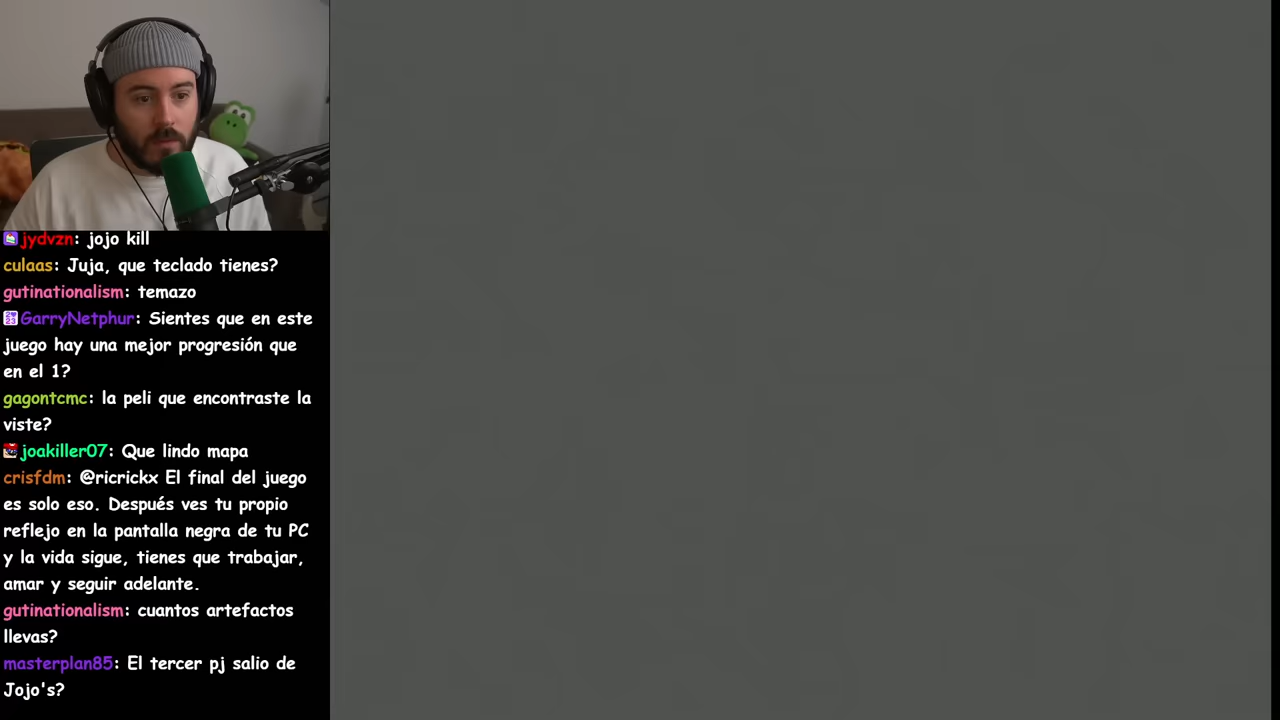 jydvzn: jojo kill
culaas: Juja, que teclado tienes?
gutinationalism: temazo
GarryNetphur: Sientes que en este
juego hay una mejor progresión que
en el 1?
gagontcmc: la peli que encontraste la
viste?
joakiller07: Que lindo mapa
crisfdm: @ricrickx El final del juego
es solo eso. Después ves tu propio
reflejo en la pantalla negra de tu PC
y la vida sigue, tienes que trabajar,
amar y seguir adelante.
gutinationalism: cuantos artefactos
llevas?
masterplan85: El tercer pj salio de
Jojo's?